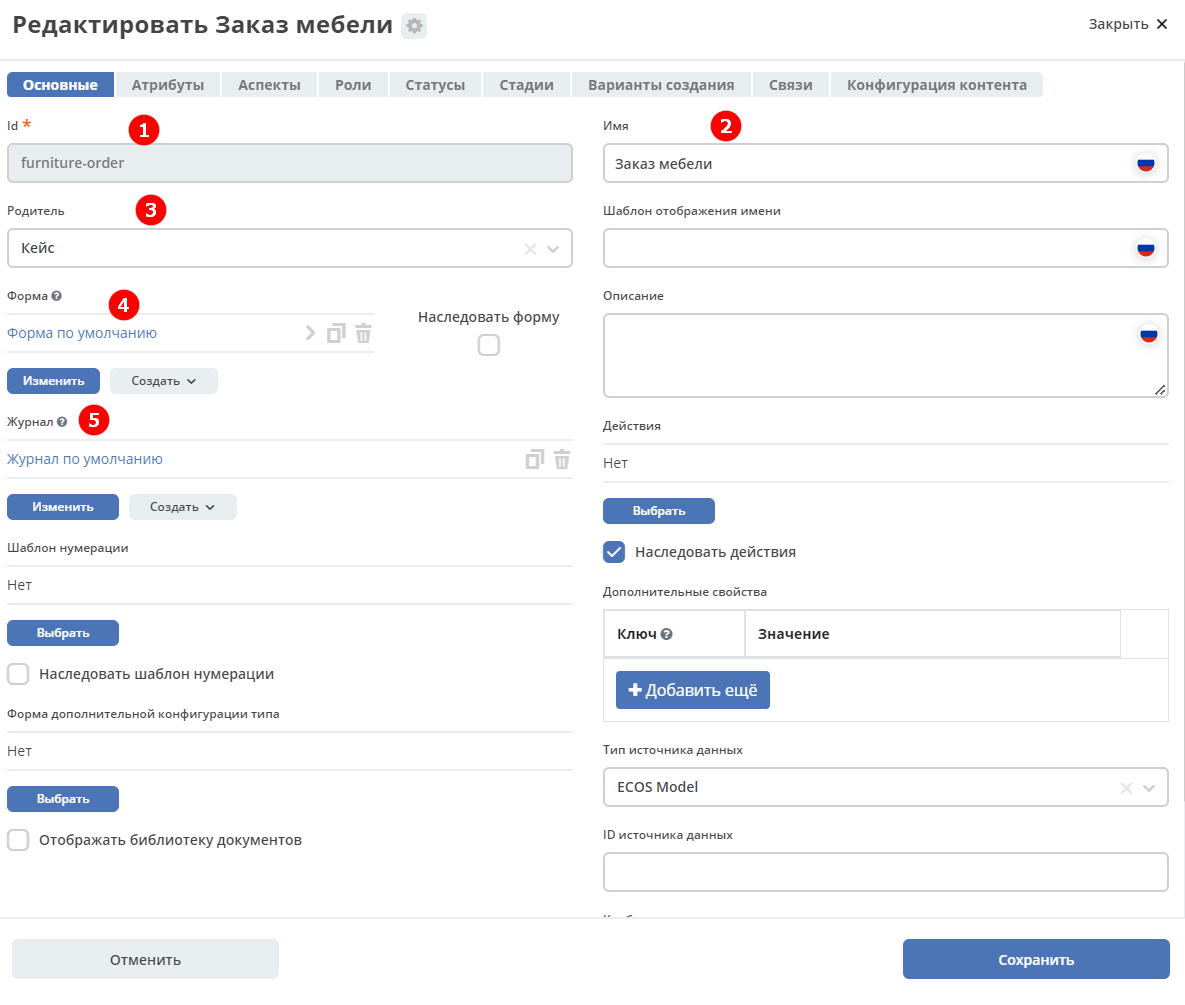 Редактировать Заказ мебели
Закрыть
Основные Атрибуты Аспекты Роли Статусы Стадии Варианты создания Связи Конфигурация контента
Id *
1
furniture-order
Родитель
3
Кейс
Форма
4
Форма по умолчанию
Наследовать форму
Изменить Создать
Журнал
5
Журнал по умолчанию
Изменить Создать
Шаблон нумерации
Нет
Выбрать
Наследовать шаблон нумерации
Форма дополнительной конфигурации типа
Нет
Выбрать
Отображать библиотеку документов
Имя
2
Заказ мебели
Шаблон отображения имени
Описание
Действия
Нет
Выбрать
Наследовать действия
Дополнительные свойства
Ключ Значение
+ Добавить ещё
Тип источника данных
ECOS Model
ID источника данных
Отменить
Сохранить